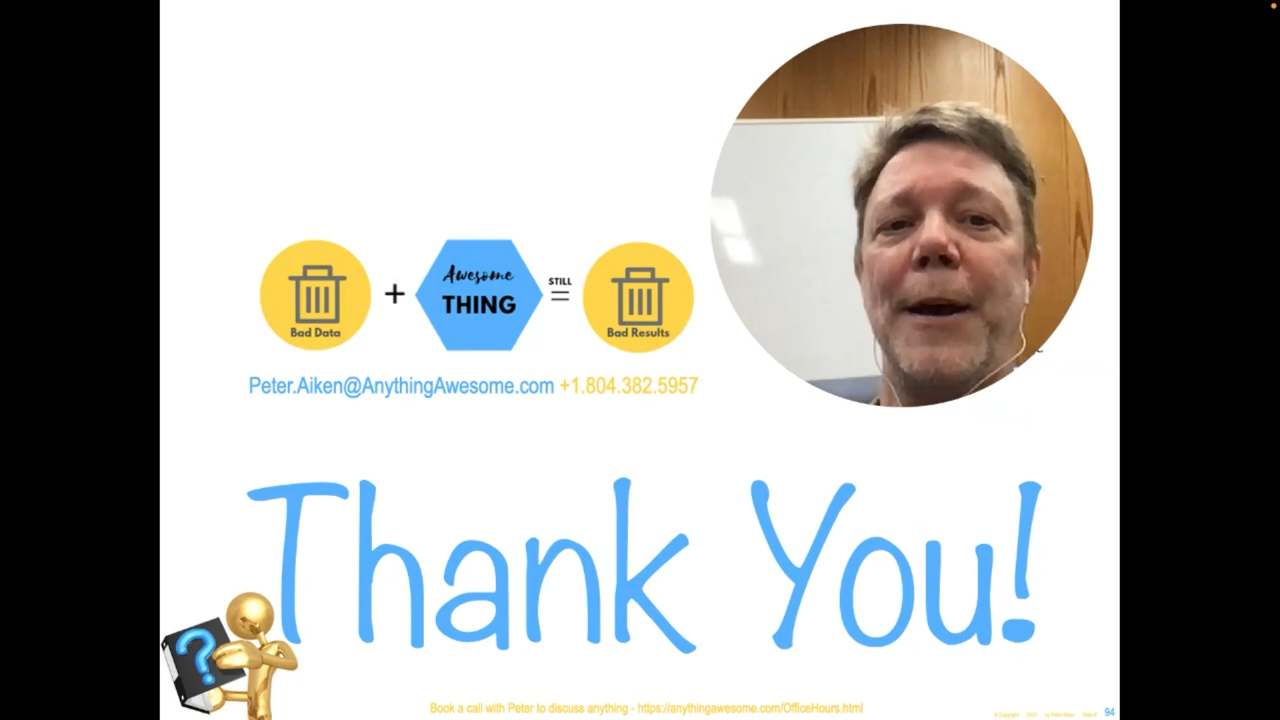 Awesome
THING
+
STILL
=
Bad Data
Bad Results
Peter.Aiken@AnythingAwesome.com +1.804.382.5957
Thank You!
?
Book a call with Peter to discuss anything - https://anythingawesome.com/OfficeHours.html
94